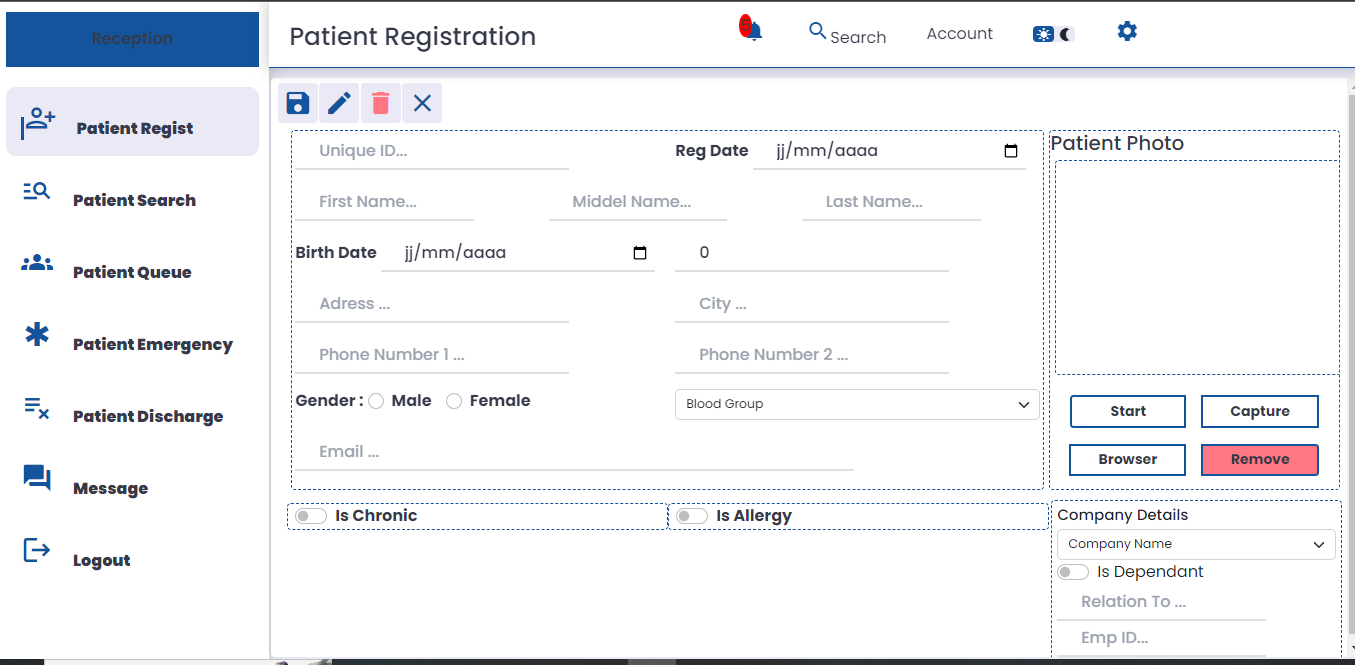 Reception
Patient Registration
5
Search
Account
Patient Regist
Patient Search
Patient Queue
Patient Emergency
Patient Discharge
Message
Logout
Unique ID...
Reg Date jj/mm/aaaa
First Name... Middel Name... Last Name...
Birth Date jj/mm/aaaa 0
Adress ... City ...
Phone Number 1 ... Phone Number 2 ...
Gender : Male Female
Blood Group
Email ...
Is Chronic
Is Allergy
Patient Photo
Start Capture
Browser Remove
Company Details
Company Name
Is Dependant
Relation To ...
Emp ID...